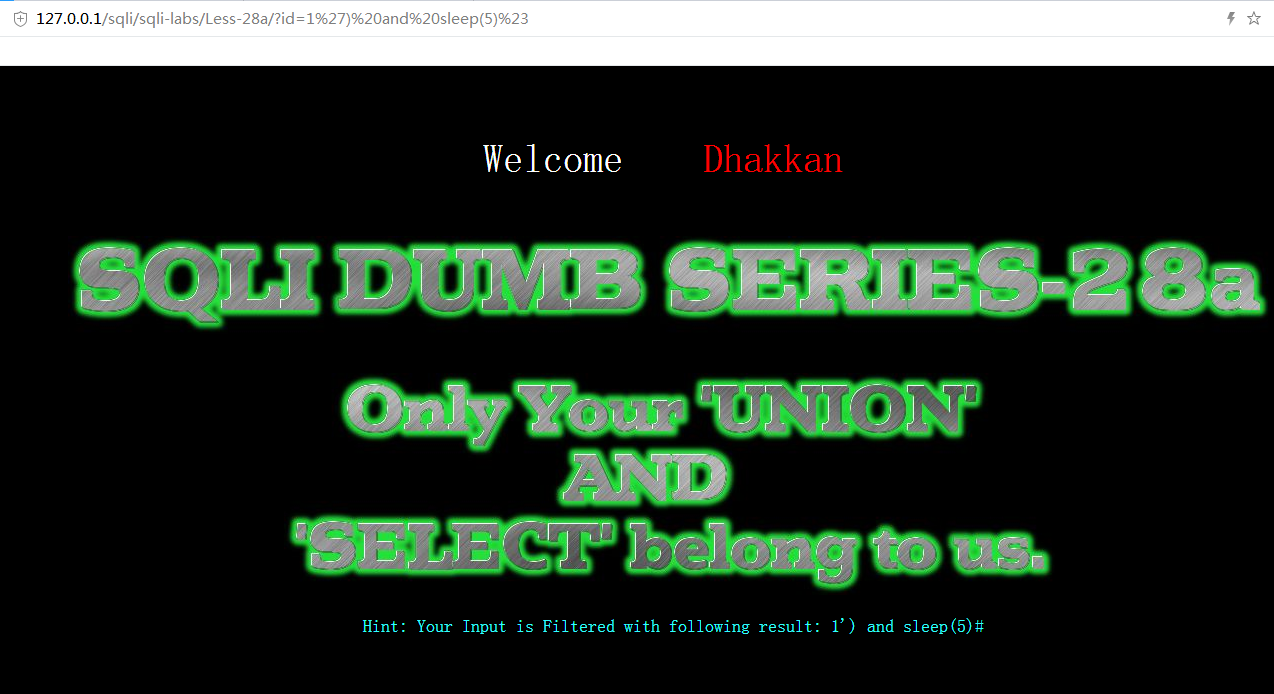 127.0.0.1/sqli/sqli-labs/Less-28a/?id=1%27)%20and%20sleep(5)%23
Welcome Dhakkan
SQLI DUMB SERIES-28a
Only Your 'UNION'
AND
'SELECT' belong to us.
Hint: Your Input is Filtered with following result: 1') and sleep(5)#